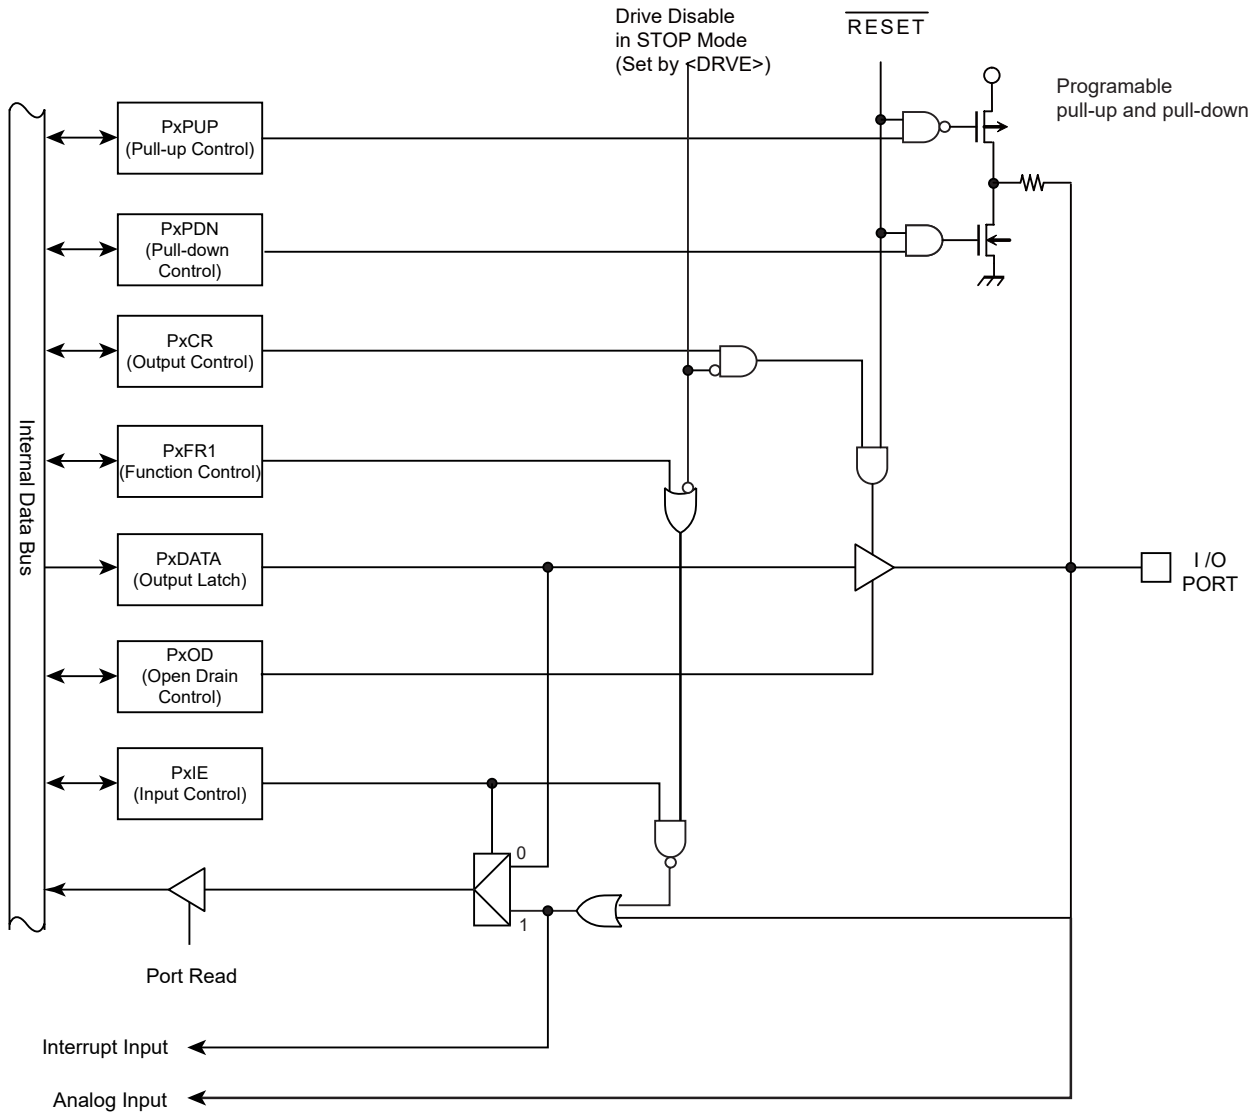 Drive Disable
in STOP Mode
(Set by <DRVE>)
RESET
Programable
pull-up and pull-down
PxPUP
(Pull-up Control)
PxPDN
(Pull-down
Control)
PxCR
(Output Control)
PxFR1
(Function Control)
Internal Data Bus
PxDATA
(Output Latch)
I /O
PORT
PxOD
(Open Drain
Control)
PxIE
(Input Control)
0
1
Port Read
Interrupt Input
Analog Input